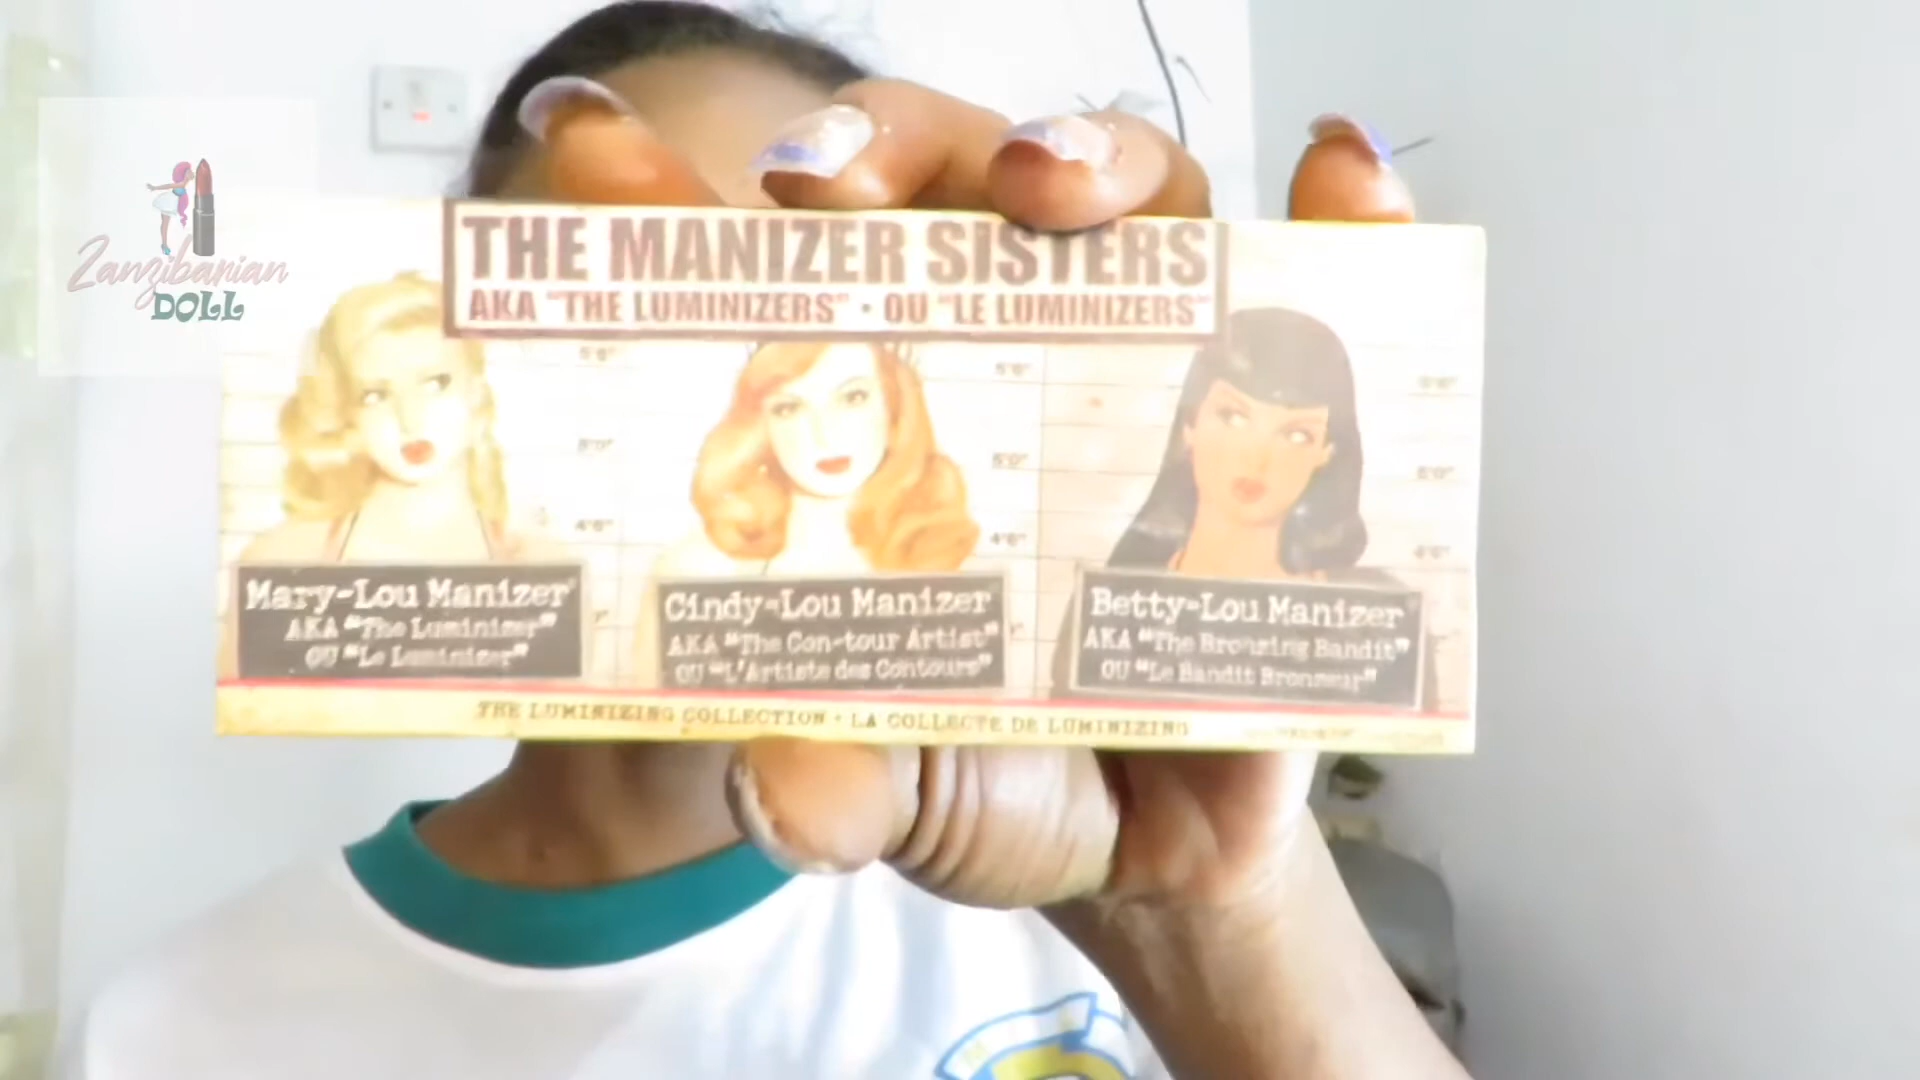 Zanzibarian
DOLL
THE MANIZER SISTERS
AKA "THE LUMINIZERS" • OU "LE LUMINIZERS"
5'6"
5'0"
4'6"
5'6"
5'0"
4'6"
5'6"
5'0"
4'6"
Mary-Lou Manizer
AKA "The Luminizer"
OU "Le Luminizer"
Cindy-Lou Manizer
AKA "The Con-tour Artist"
OU "L'Artiste des Contours"
Betty-Lou Manizer
AKA "The Bronzing Bandit"
OU "Le Bandit Bronzeur"
THE LUMINIZING COLLECTION • LA COLLECTE DE LUMINIZING